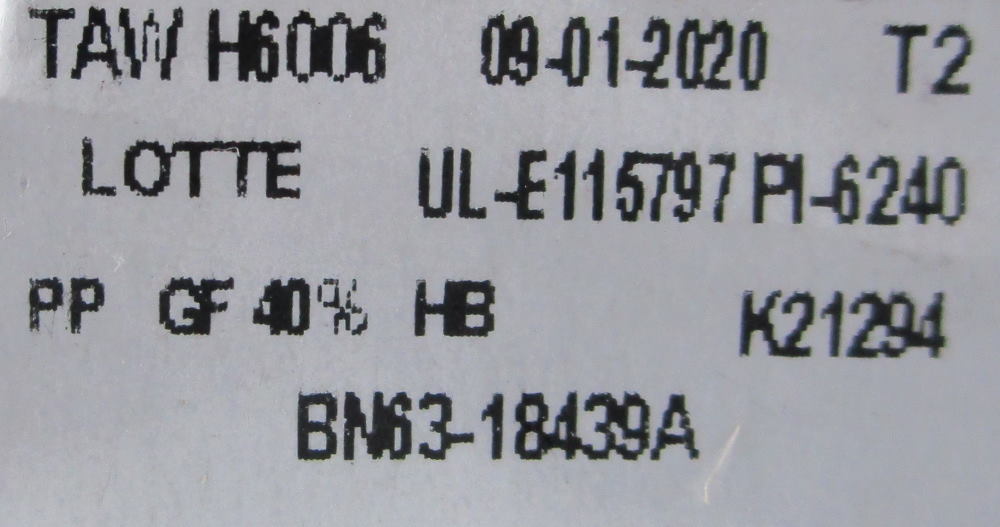 TAW H6006 09-01-2020 T2
LOTTE UL-E115797 PI-6240
PP GF 40% HB K21294
BN63-18439A